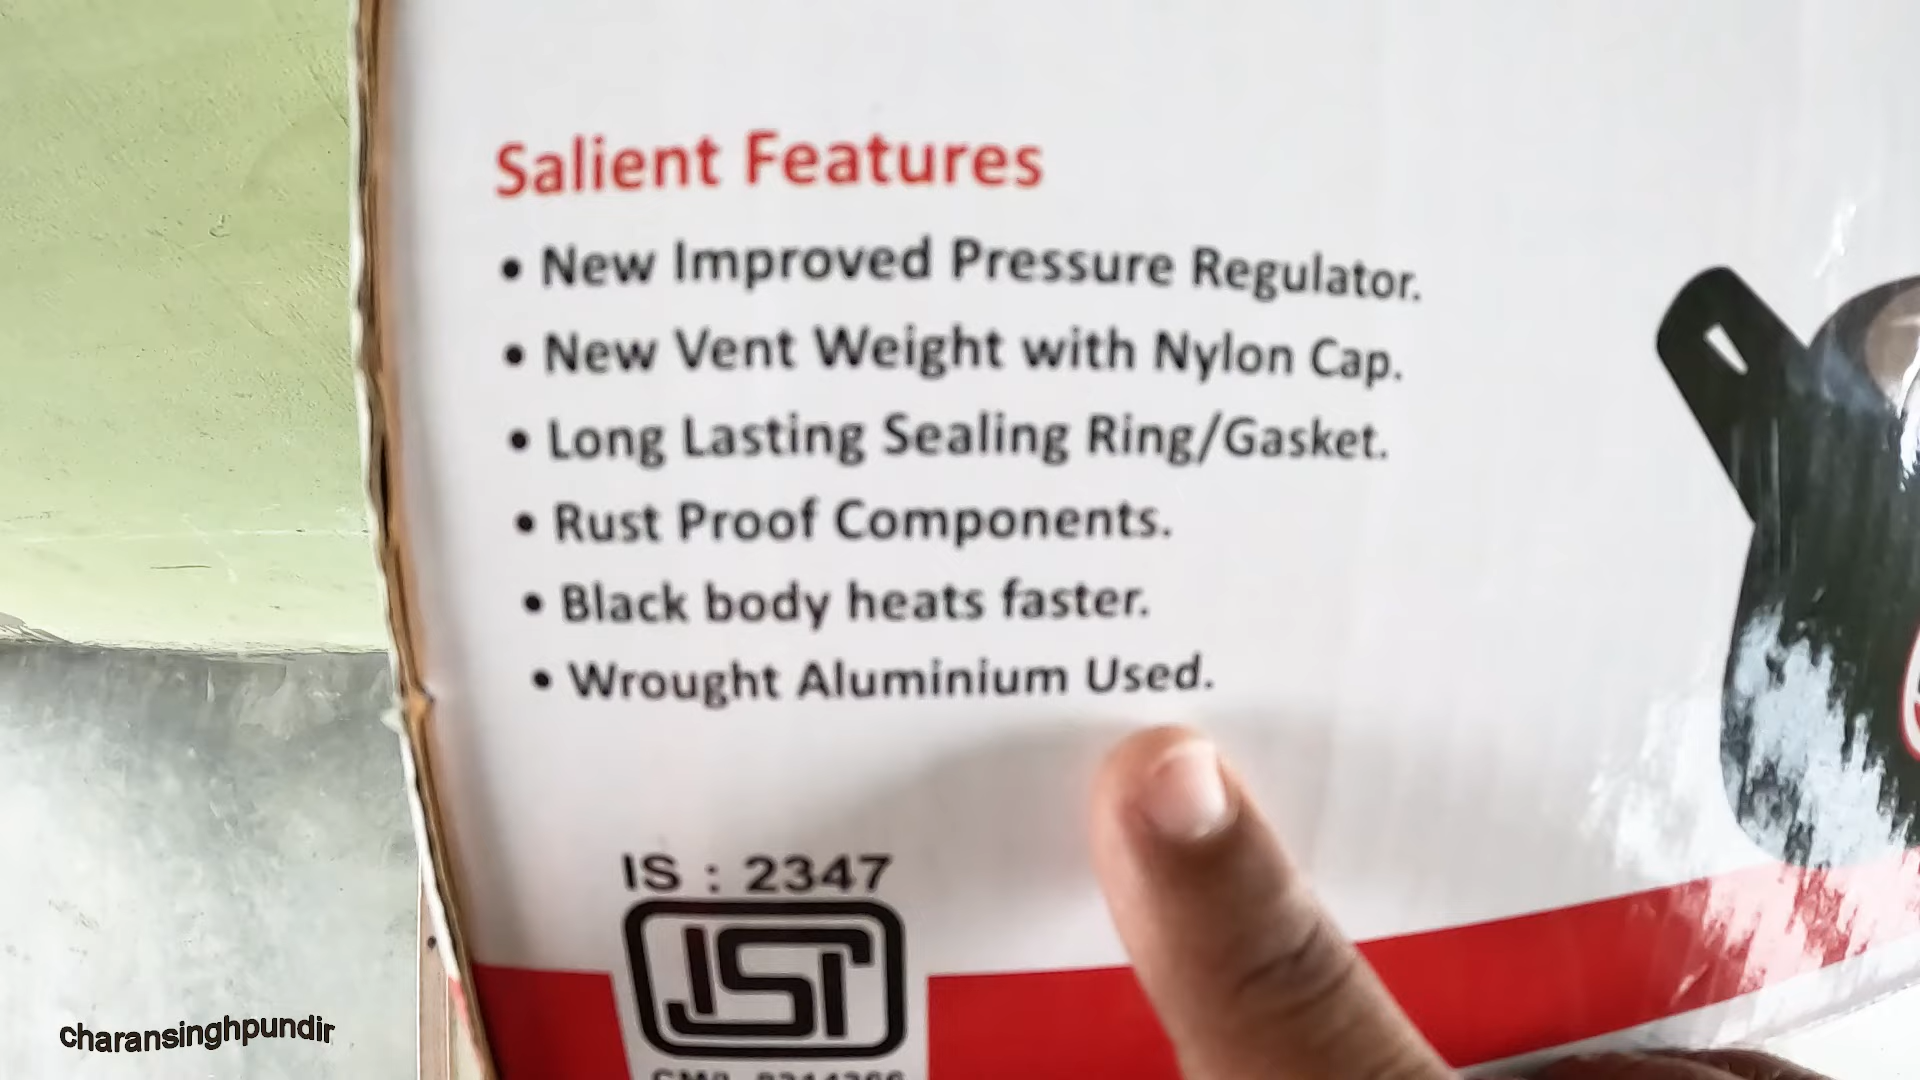 Salient Features
• New Improved Pressure Regulator.
• New Vent Weight with Nylon Cap.
• Long Lasting Sealing Ring/Gasket.
• Rust Proof Components.
• Black body heats faster.
• Wrought Aluminium Used.
IS : 2347
ISI
charansinghpundir